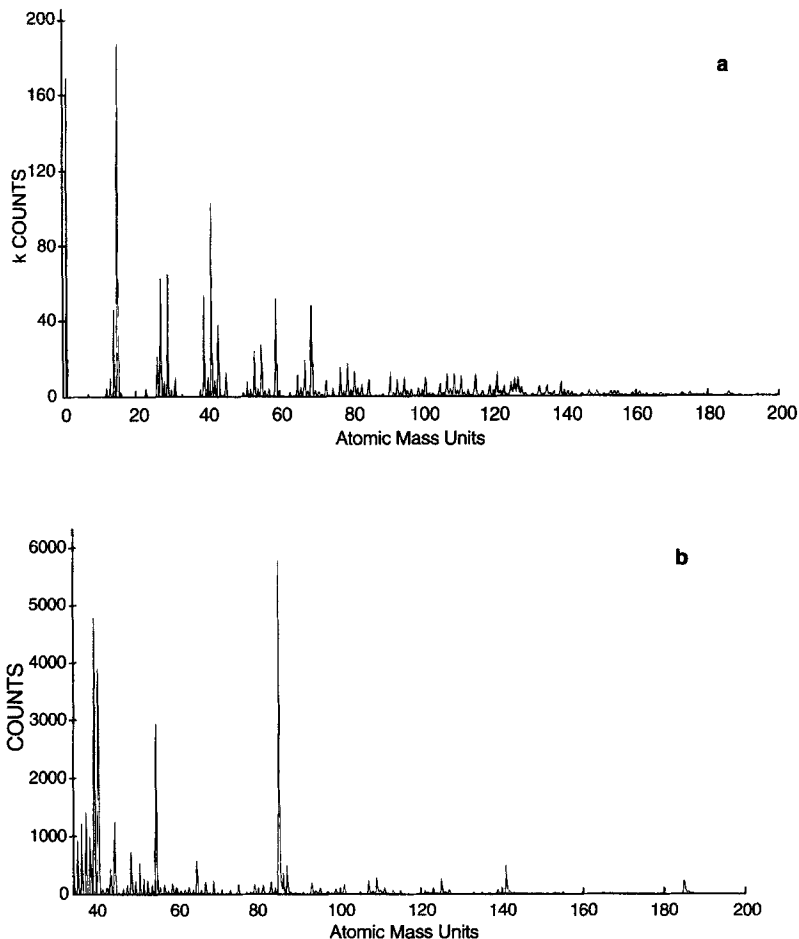 200
a
160
120
k COUNTS
80
40
0
0 20 40 60 80 100 120 140 160 180 200
Atomic Mass Units
6000
b
5000
4000
COUNTS
3000
2000
1000
0
40 60 80 100 120 140 160 180 200
Atomic Mass Units